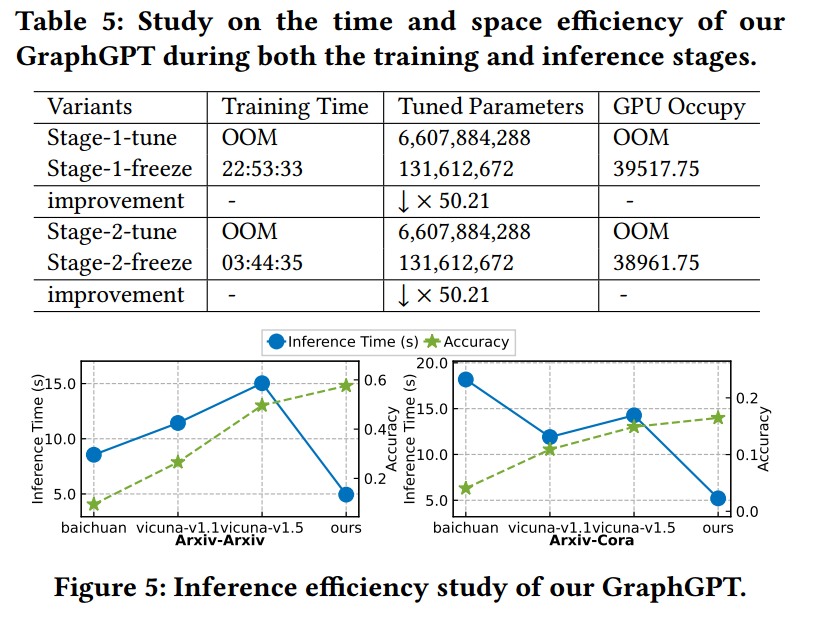 Table 5: Study on the time and space efficiency of our
GraphGPT during both the training and inference stages.
Variants Training Time Tuned Parameters GPU Occupy
Stage-1-tune OOM 6,607,884,288 OOM
Stage-1-freeze 22:53:33 131,612,672 39517.75
improvement - ↓ × 50.21 -
Stage-2-tune OOM 6,607,884,288 OOM
Stage-2-freeze 03:44:35 131,612,672 38961.75
improvement - ↓ × 50.21 -
Inference Time (s) Accuracy
Inference Time (s)
15.0
10.0
5.0
0.6
0.4
0.2
Accuracy
baichuan vicuna-v1.1 vicuna-v1.5 ours
Arxiv-Arxiv
Inference Time (s)
20.0
15.0
10.0
5.0
0.2
0.1
0.0
Accuracy
baichuan vicuna-v1.1 vicuna-v1.5 ours
Arxiv-Cora
Figure 5: Inference efficiency study of our GraphGPT.